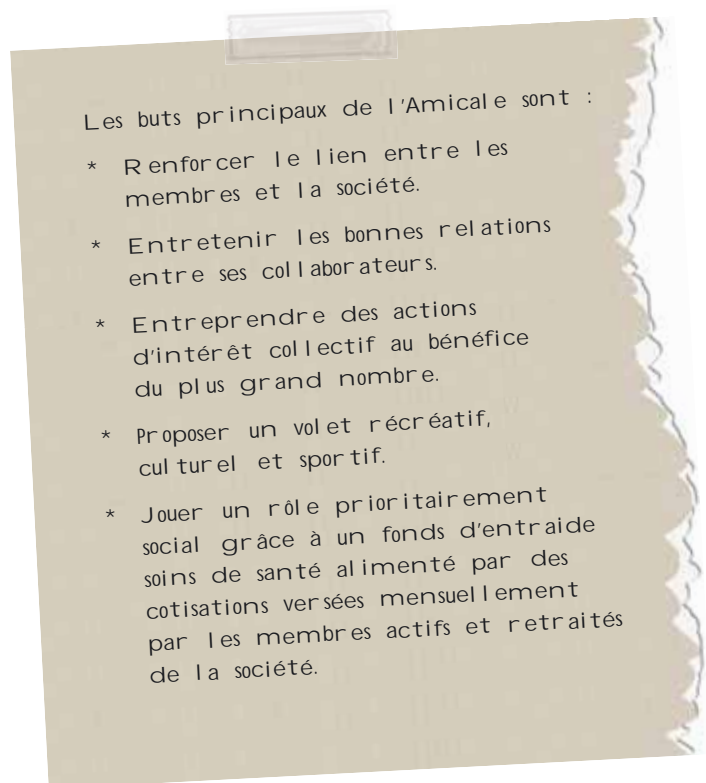 Les buts principaux de l'Amicale sont :
* Renforcer le lien entre les
membres et la société.
* Entretenir les bonnes relations
entre ses collaborateurs.
* Entreprendre des actions
d'intérêt collectif au bénéfice
du plus grand nombre.
* Proposer un volet récréatif,
culturel et sportif.
* Jouer un rôle prioritairement
social grâce à un fonds d'entraide
soins de santé alimenté par des
cotisations versées mensuellement
par les membres actifs et retraités
de la société.